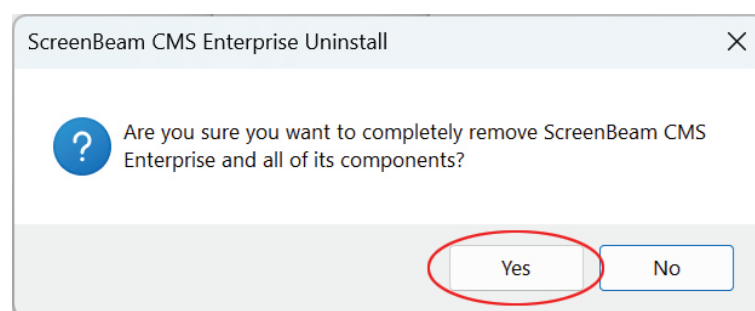 ScreenBeam CMS Enterprise Uninstall
?
Are you sure you want to completely remove ScreenBeam CMS
Enterprise and all of its components?
Yes
No